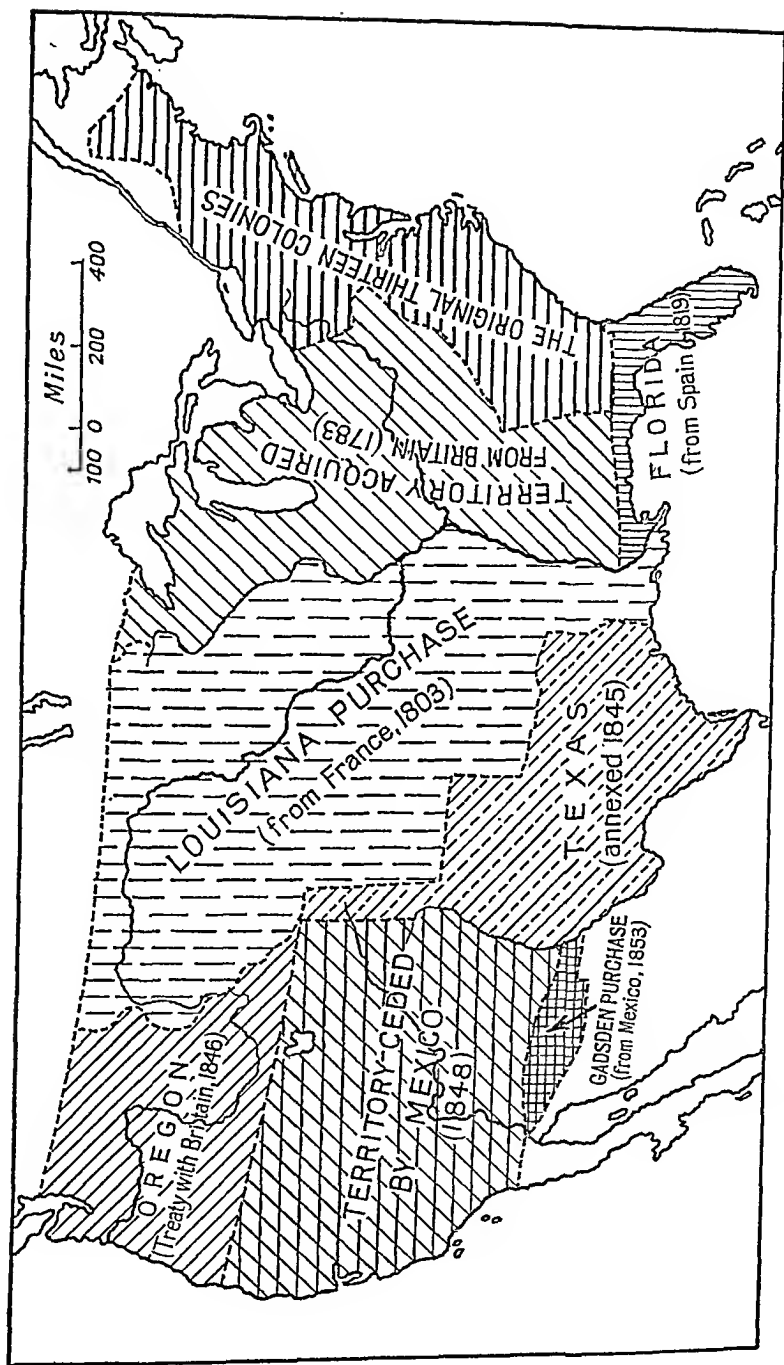 Miles
100 0 200 400
THE ORIGINAL THIRTEEN COLONIES
TERRITORY ACQUIRED
FROM BRITAIN (1783)
FLORIDA
(from Spain 1819)
LOUISIANA PURCHASE
(from France, 1803)
TEXAS
(annexed 1845)
OREGON
(Treaty with Briptain, 1846)
TERRITORY CEDED
BY MEXICO
(1848)
GADSDEN PURCHASE
(from Mexico, 1853)